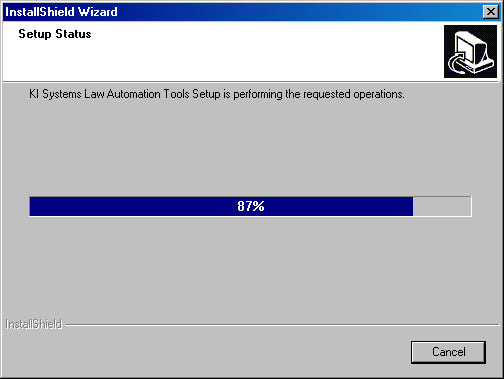 InstallShield Wizard
Setup Status
KI Systems Law Automation Tools Setup is performing the requested operations.
87%
InstallShield
Cancel